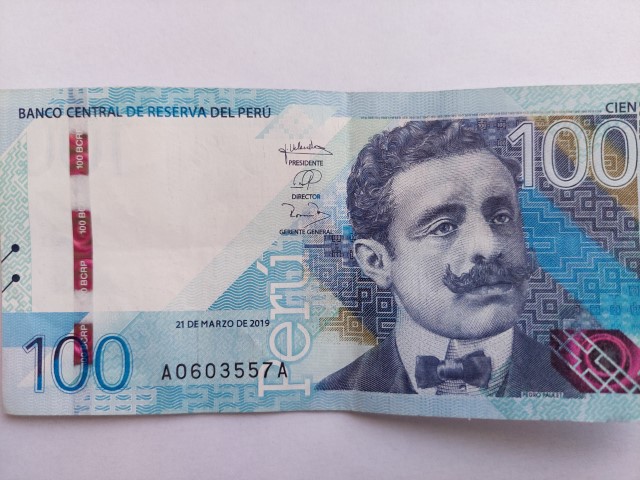 BANCO CENTRAL DE RESERVA DEL PERÚ
100 BCRP 100 BCRP 100 BCRP 100 BCRP
PRESIDENTE
DIRECTOR
GERENTE GENERAL
21 DE MARZO DE 2019
A0603557A
100
Perú
100
CIEN